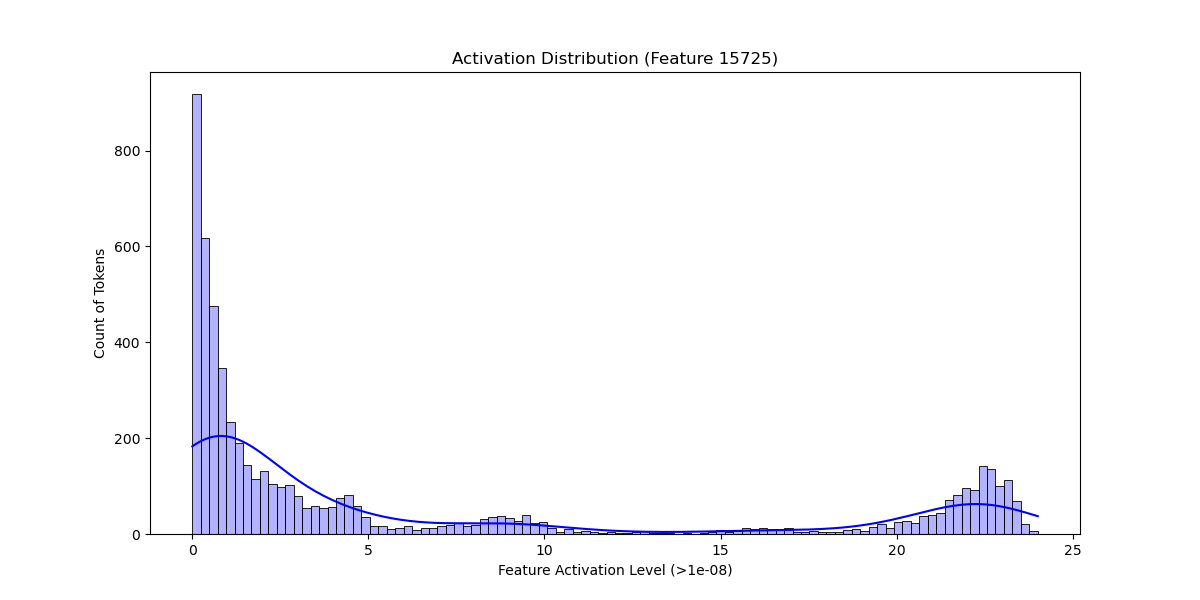 Activation Distribution (Feature 15725)
Count of Tokens
800
600
400
200
0
0 5 10 15 20 25
Feature Activation Level (>1e-08)